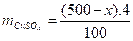 m_CuSO₄ = (500 − x).4 / 100